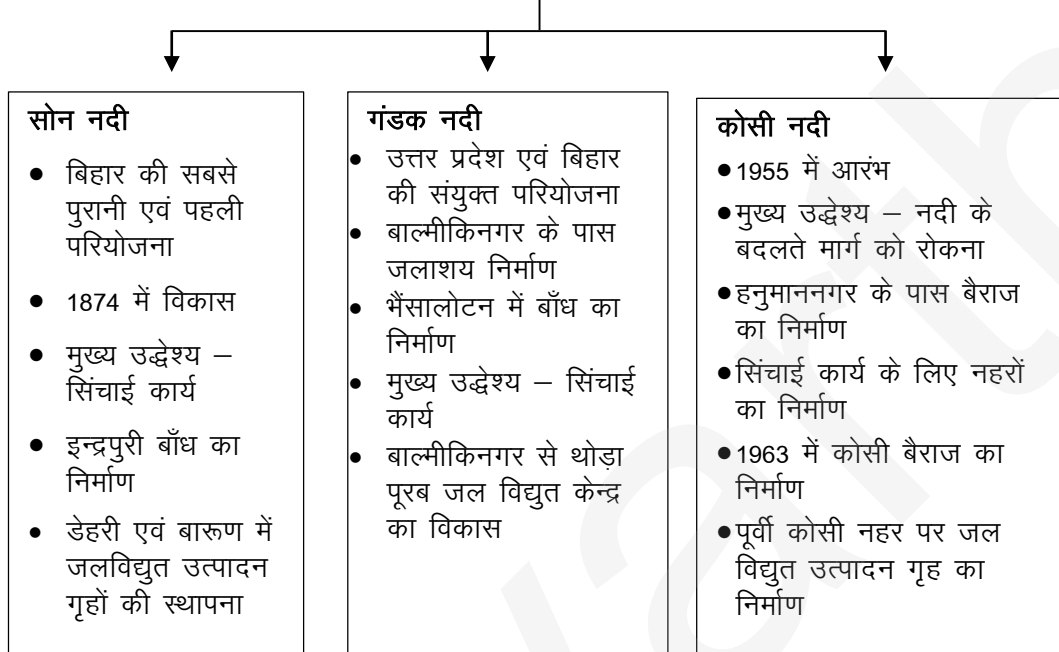 सोन नदी
• बिहार की सबसे
पुरानी एवं पहली
परियोजना
• 1874 में विकास
• मुख्य उद्धेश्य –
सिंचाई कार्य
• इन्द्रपुरी बाँध का
निर्माण
• डेहरी एवं बारूण में
जलविद्युत उत्पादन
गृहों की स्थापना
गंडक नदी
• उत्तर प्रदेश एवं बिहार
की संयुक्त परियोजना
• बाल्मीकिनगर के पास
जलाशय निर्माण
• भैंसालोटन में बाँध का
निर्माण
• मुख्य उद्धेश्य – सिंचाई
कार्य
• बाल्मीकिनगर से थोड़ा
पूरब जल विद्युत केन्द्र
का विकास
कोसी नदी
• 1955 में आरंभ
• मुख्य उद्धेश्य – नदी के
बदलते मार्ग को रोकना
• हनुमाननगर के पास बैराज
का निर्माण
• सिंचाई कार्य के लिए नहरों
का निर्माण
• 1963 में कोसी बैराज का
निर्माण
• पूर्वी कोसी नहर पर जल
विद्युत उत्पादन गृह का
निर्माण